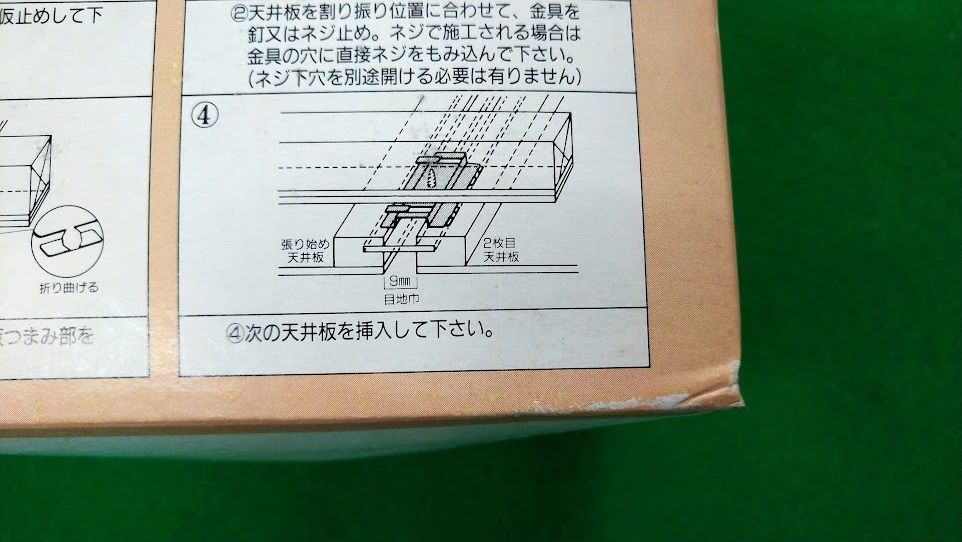 仮止めして下
②天井板を割り振り位置に合わせて、金具を
釘又はネジ止め。ネジで施工される場合は
金具の穴に直接ネジをもみ込んで下さい。
(ネジ下穴を別途開ける必要は有りません)
折り曲げる
つまみ部を
④
張り始め
天井板
2枚目
天井板
9mm
目地巾
④次の天井板を挿入して下さい。